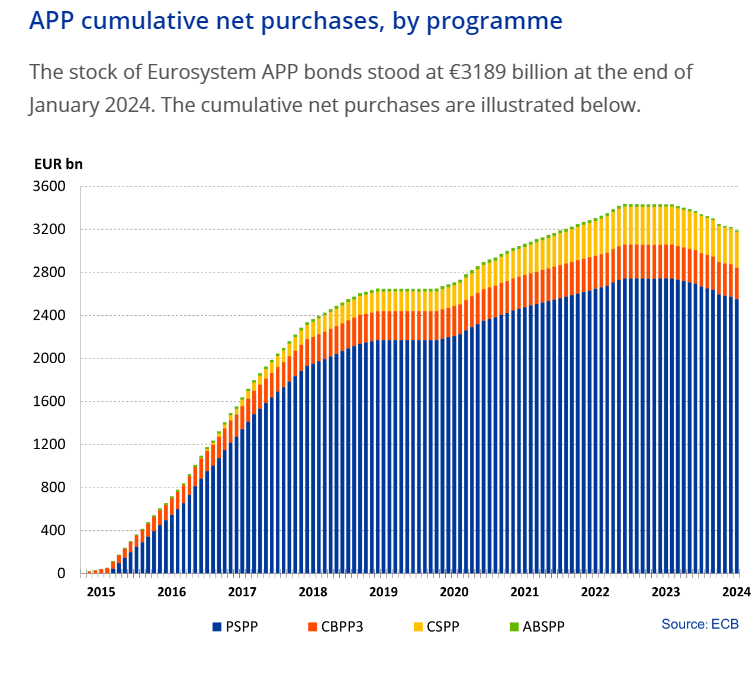 APP cumulative net purchases, by programme
The stock of Eurosystem APP bonds stood at €3189 billion at the end of
January 2024. The cumulative net purchases are illustrated below.
EUR bn
3600
3200
2800
2400
2000
1600
1200
800
400
0
2015 2016 2017 2018 2019 2020 2021 2022 2023 2024
PSPP CBPP3 CSPP ABSPP
Source: ECB